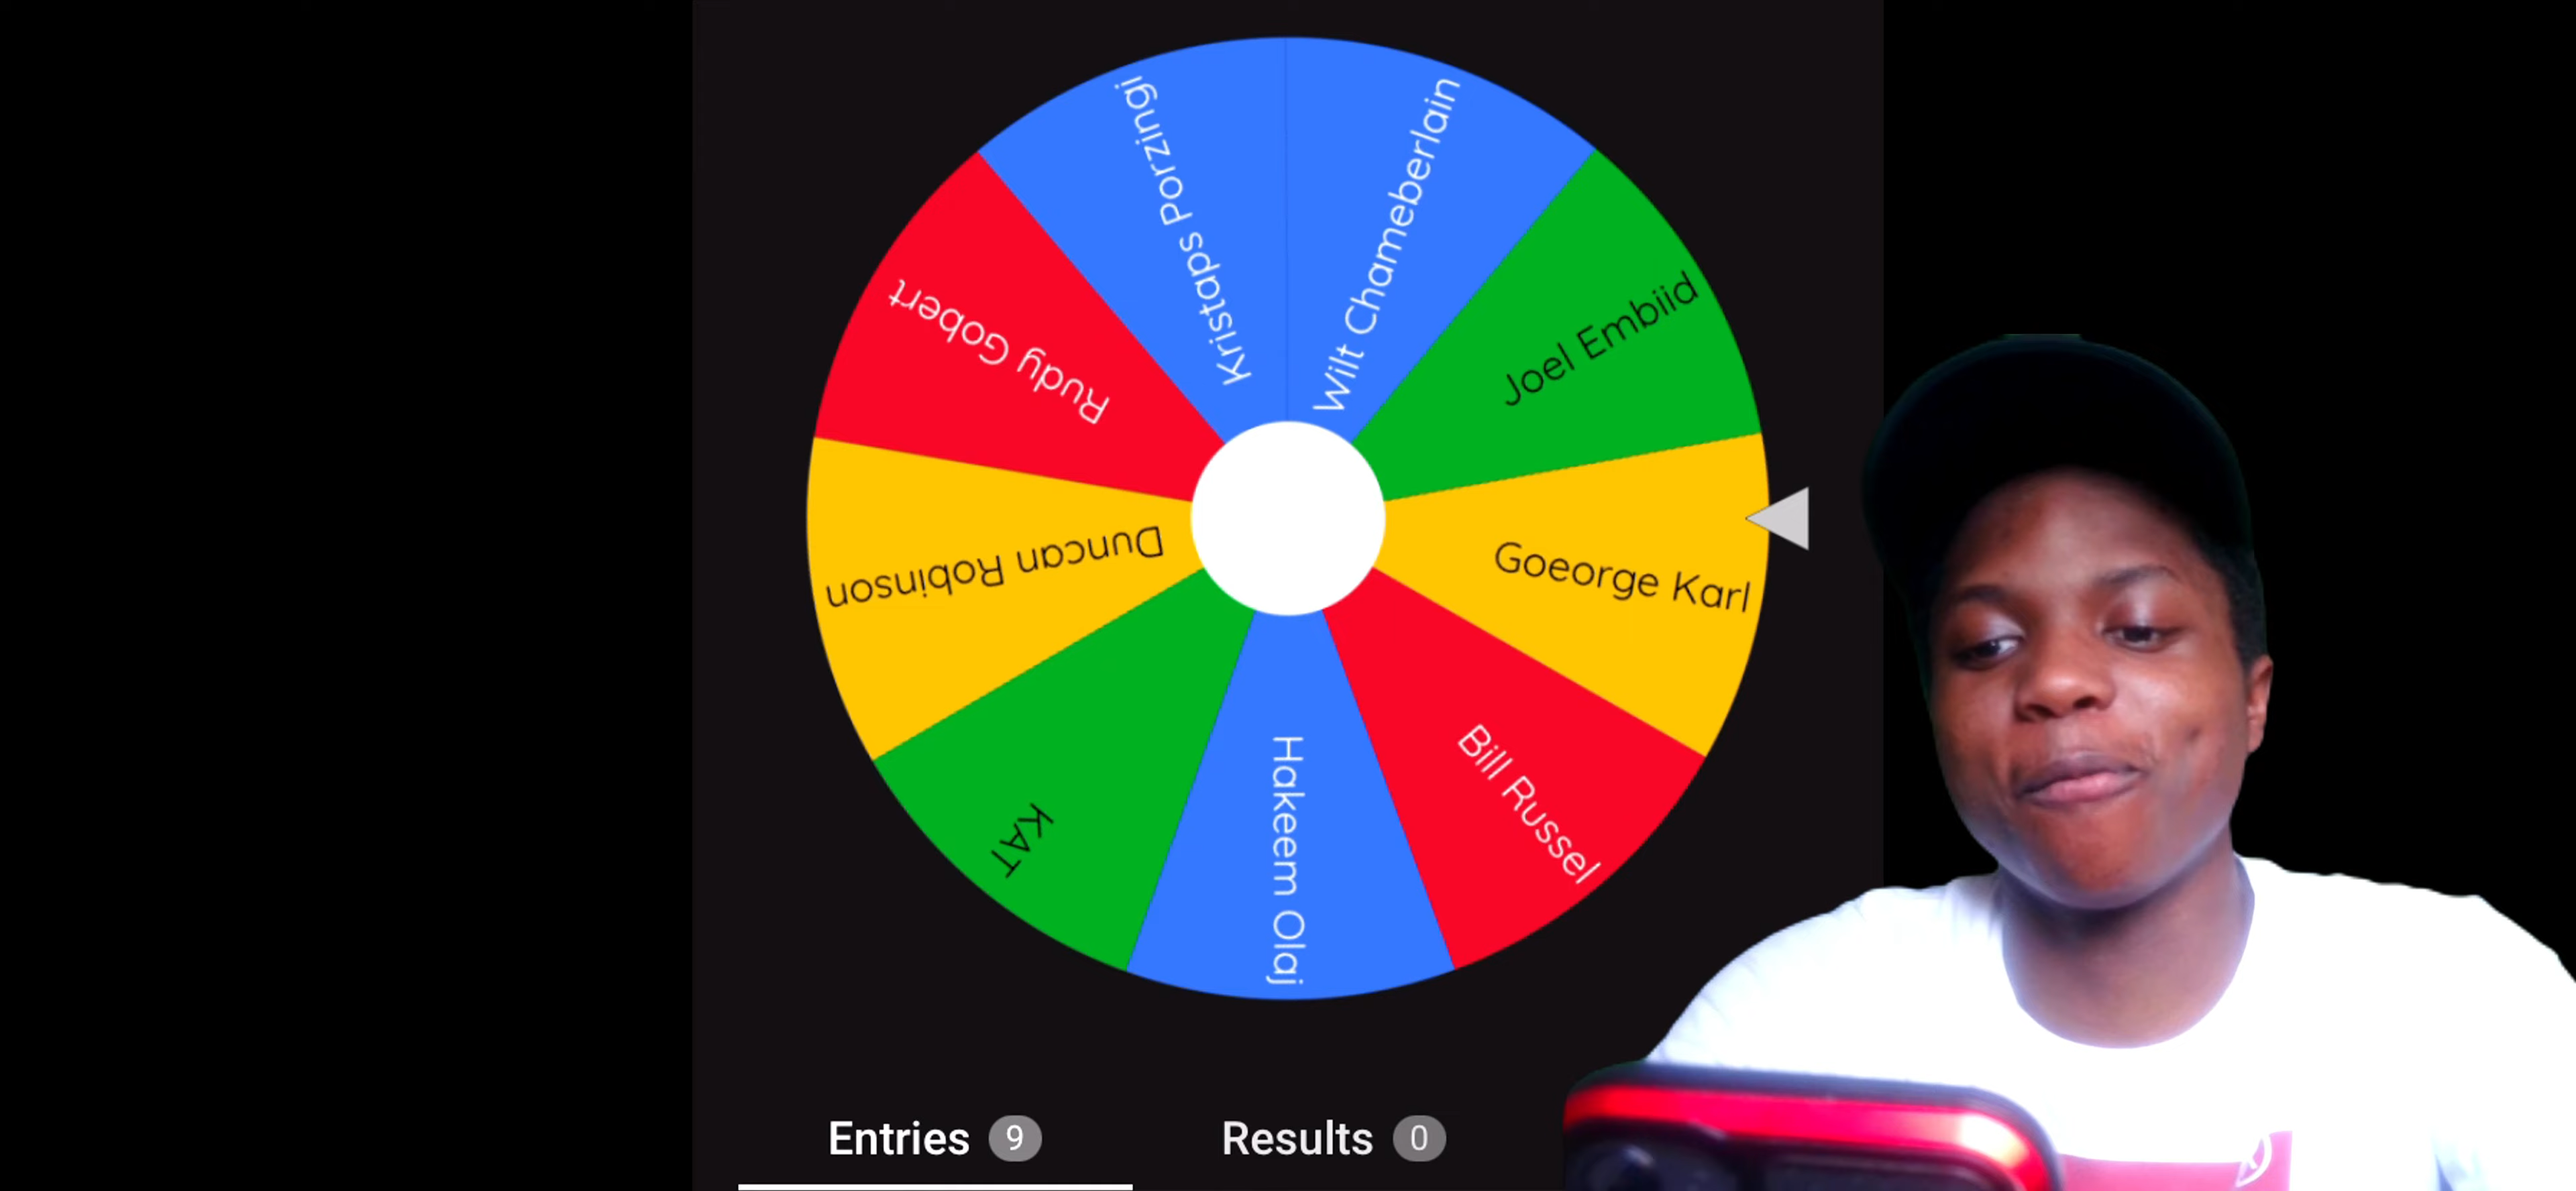 Kristaps Porzingi
Wilt Chameberlain
Joel Embiid
Goeorge Karl
Bill Russel
Hakeem Olaj
KAT
Duncan Robinson
Rudy Gobert
Entries 9
Results 0